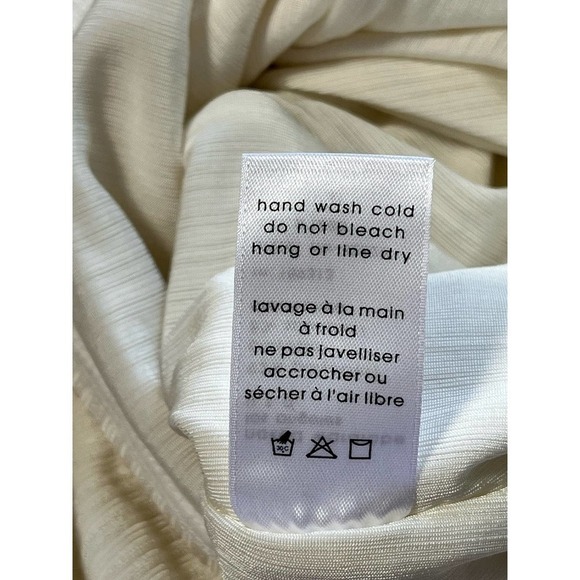 hand wash cold
do not bleach
hang or line dry
lavage à la main
à froid
ne pas javelliser
accrocher ou
sécher à l'air libre
30C